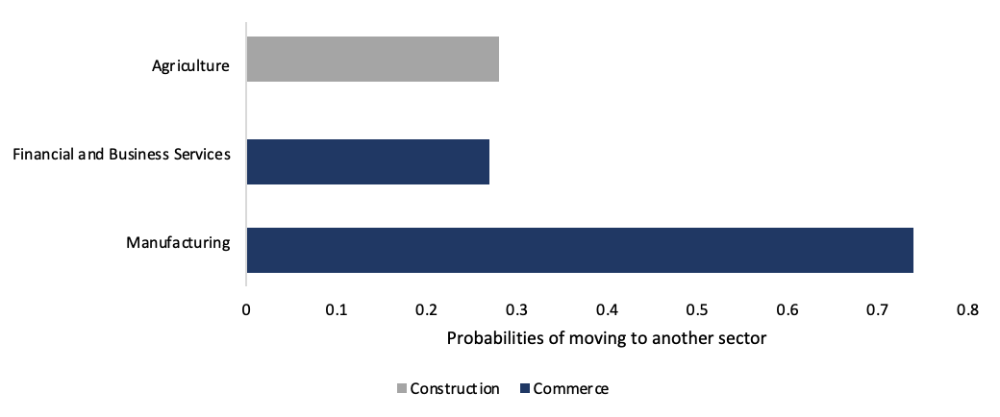 Agriculture
Financial and Business Services
Manufacturing
0 0.1 0.2 0.3 0.4 0.5 0.6 0.7 0.8
Probabilities of moving to another sector
Construction Commerce